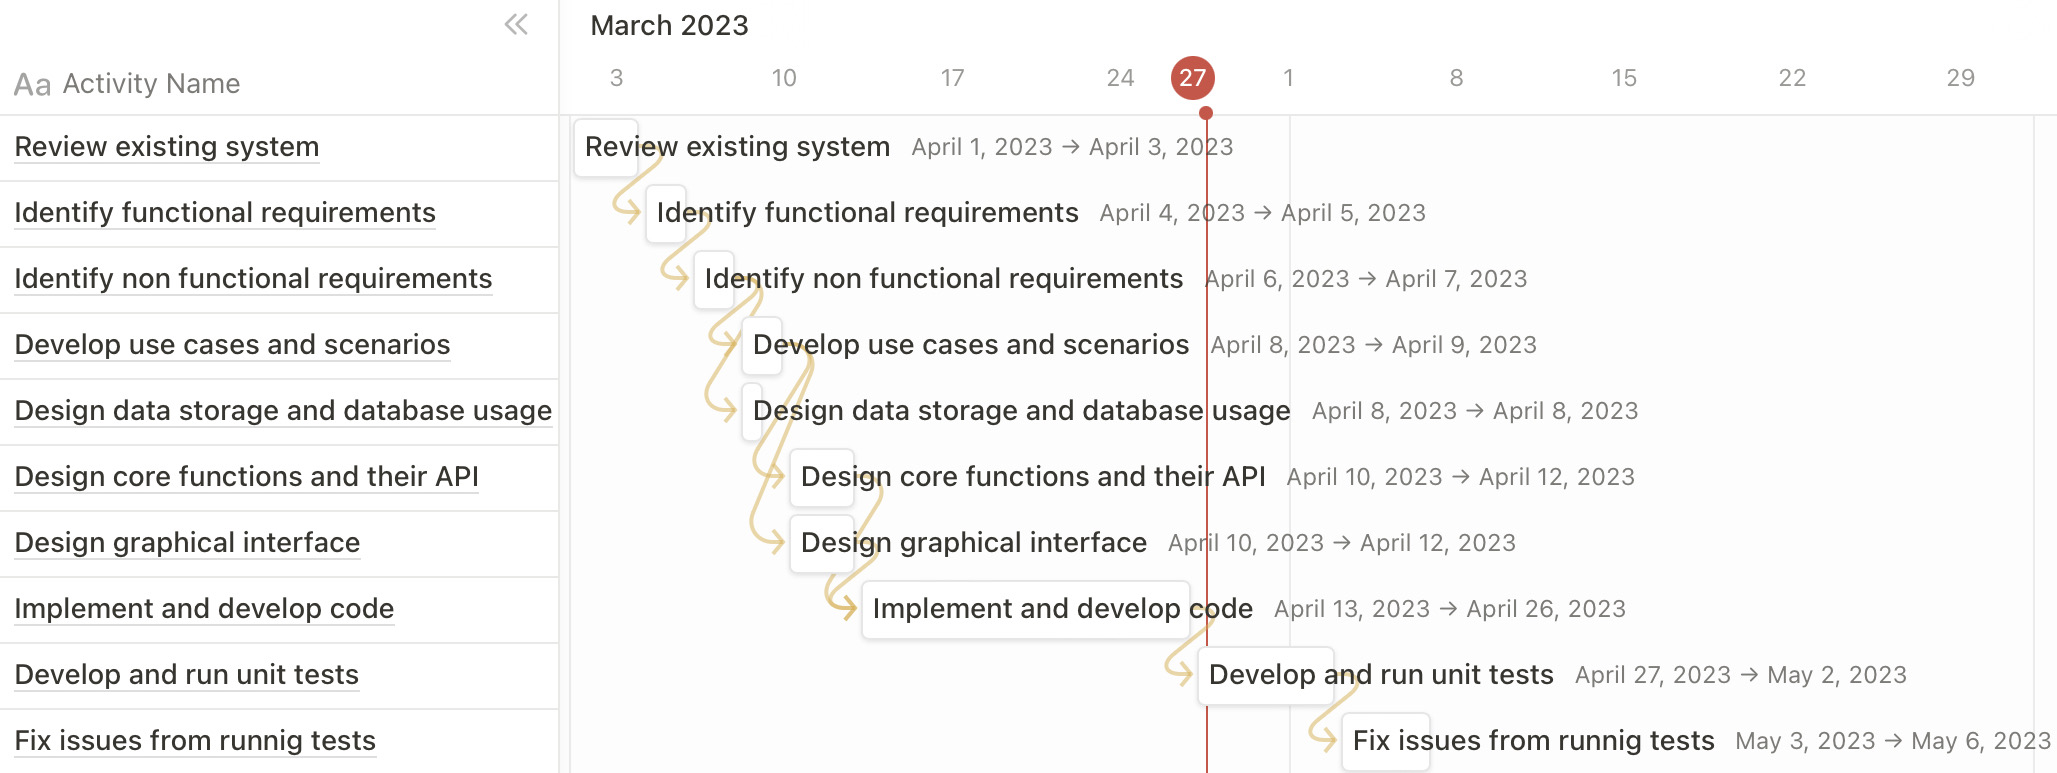 March 2023
Aa Activity Name
3 10 17 24 27 1 8 15 22 29
Review existing system
Review existing system April 1, 2023 → April 3, 2023
Identify functional requirements
Identify functional requirements April 4, 2023 → April 5, 2023
Identify non functional requirements
Identify non functional requirements April 6, 2023 → April 7, 2023
Develop use cases and scenarios
Develop use cases and scenarios April 8, 2023 → April 9, 2023
Design data storage and database usage
Design data storage and database usage April 8, 2023 → April 8, 2023
Design core functions and their API
Design core functions and their API April 10, 2023 → April 12, 2023
Design graphical interface
Design graphical interface April 10, 2023 → April 12, 2023
Implement and develop code
Implement and develop code April 13, 2023 → April 26, 2023
Develop and run unit tests
Develop and run unit tests April 27, 2023 → May 2, 2023
Fix issues from runnig tests
Fix issues from runnig tests May 3, 2023 → May 6, 2023